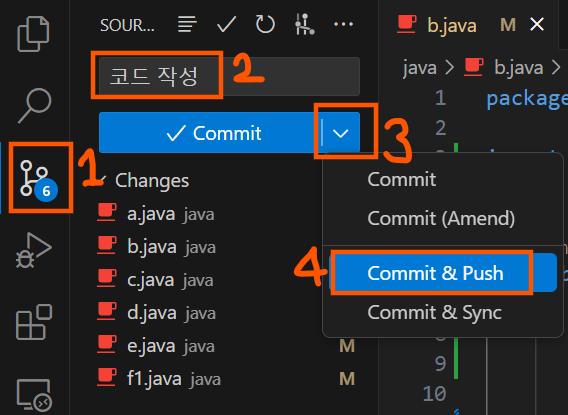 SOUR...
b.java M
2
코드 작성
java > b.java >
1 package
2
Commit
3
1
6
Changes
Commit
a.java java
Commit (Amend)
b.java java
4
Commit & Push
c.java java
d.java java
Commit & Sync
e.java java M
f1.java java M
10